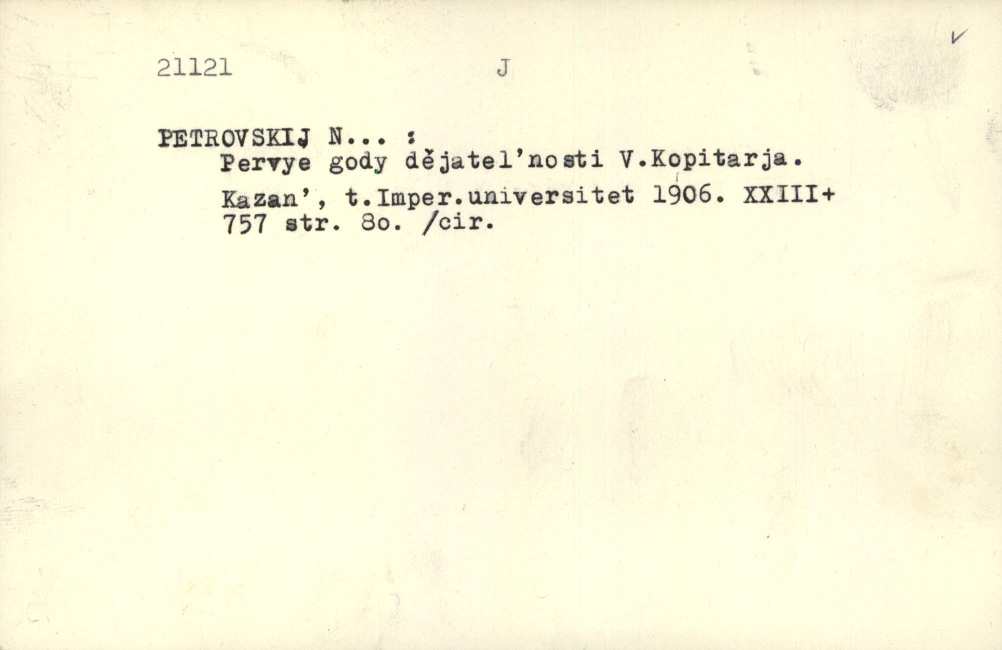 21121 J
PETROVSKIJ N... :
Pervye gody dějatel'nosti V.Kopitarja.
Kazan', t.Imper.universitet 1906. XXIII+
757 str. 8o. /cir.